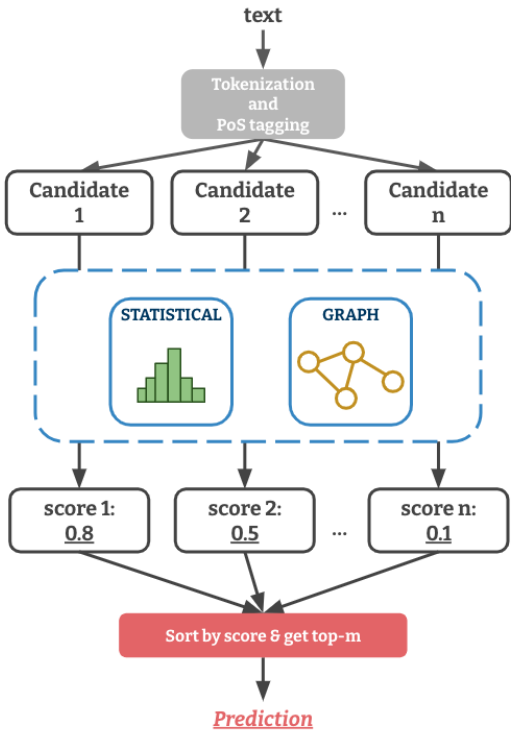 text
Tokenization
and
PoS tagging
Candidate
1
Candidate
2
...
Candidate
n
STATISTICAL
GRAPH
score 1:
0.8
score 2:
0.5
...
score n:
0.1
Sort by score & get top-m
Prediction